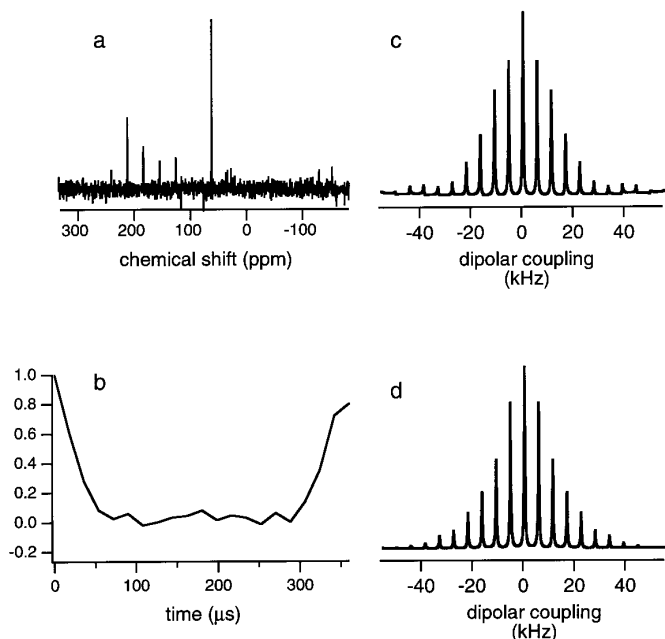 a
300 200 100 0 -100
chemical shift (ppm)
c
-40 -20 0 20 40
dipolar coupling
(kHz)
b
1.0
0.8
0.6
0.4
0.2
0.0
-0.2
0 100 200 300
time (μs)
d
-40 -20 0 20 40
dipolar coupling
(kHz)